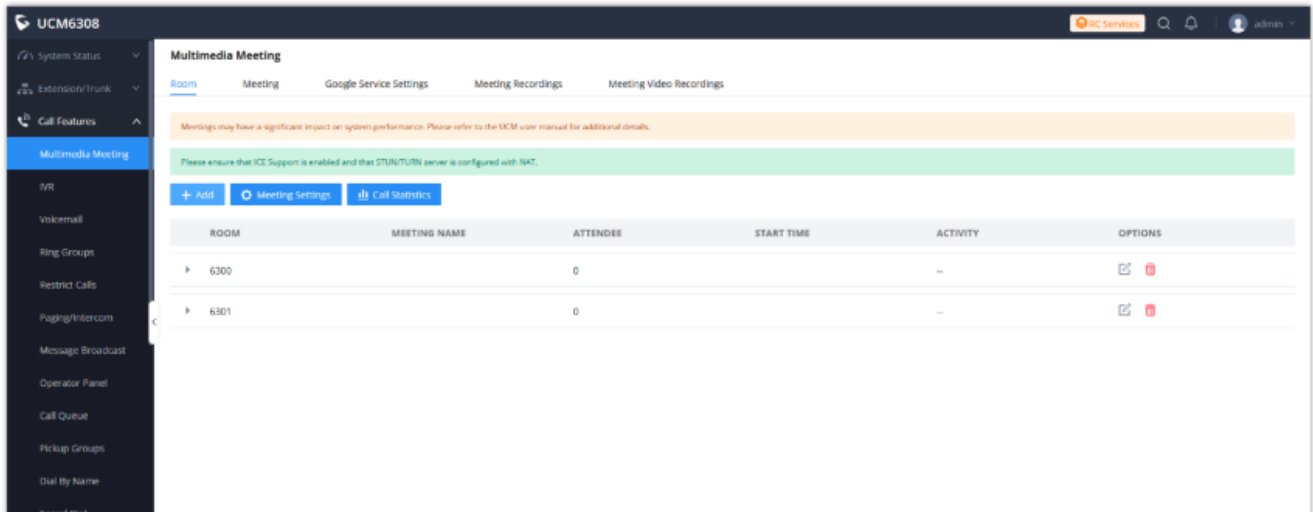 UCM6308
RC Services
admin
System Status
Extension/Trunk
Call Features
Multimedia Meeting
IVR
Voicemail
Ring Groups
Restrict Calls
Paging/Intercom
Message Broadcast
Operator Panel
Call Queue
Pickup Groups
Dial By Name
Multimedia Meeting
Room Meeting Google Service Settings Meeting Recordings Meeting Video Recordings
Meetings may have a significant impact on system performance. Please refer to the UCM user manual for additional details.
Please ensure that ICE Support is enabled and that STUN/TURN server is configured with NAT.
+ Add Meeting Settings Call Statistics
ROOM MEETING NAME ATTENDEE START TIME ACTIVITY OPTIONS
6300 0 --
6301 0 --